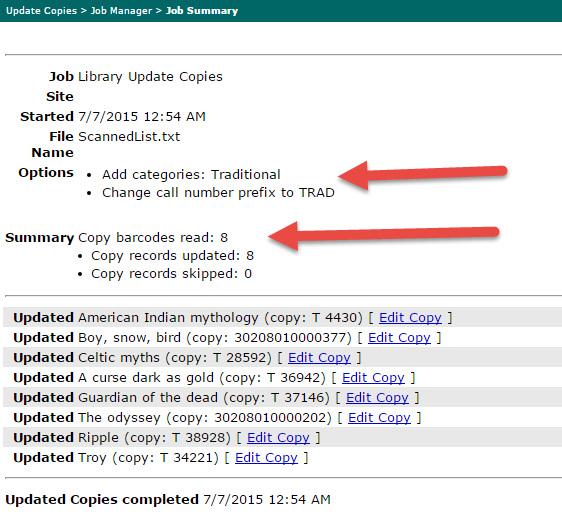 Update Copies > Job Manager > Job Summary
Job Library Update Copies
Site
Started 7/7/2015 12:54 AM
File ScannedList.txt
Name
Options • Add categories: Traditional
• Change call number prefix to TRAD
Summary Copy barcodes read: 8
• Copy records updated: 8
• Copy records skipped: 0
Updated American Indian mythology (copy: T 4430) [ Edit Copy ]
Updated Boy, snow, bird (copy: 30208010000377) [ Edit Copy ]
Updated Celtic myths (copy: T 28592) [ Edit Copy ]
Updated A curse dark as gold (copy: T 36942) [ Edit Copy ]
Updated Guardian of the dead (copy: T 37146) [ Edit Copy ]
Updated The odyssey (copy: 30208010000202) [ Edit Copy ]
Updated Ripple (copy: T 38928) [ Edit Copy ]
Updated Troy (copy: T 34221) [ Edit Copy ]
Updated Copies completed 7/7/2015 12:54 AM